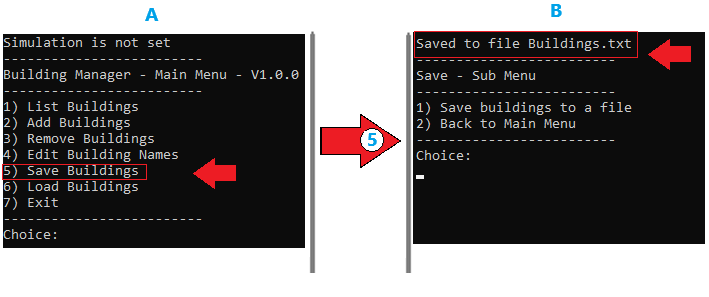 A
Simulation is not set
-------------------------
Building Manager - Main Menu - V1.0.0
-------------------------
1) List Buildings
2) Add Buildings
3) Remove Buildings
4) Edit Building Names
5) Save Buildings
6) Load Buildings
7) Exit
-------------------------
Choice:
5
B
Saved to file Buildings.txt
-------------------------
Save - Sub Menu
-------------------------
1) Save buildings to a file
2) Back to Main Menu
-------------------------
Choice: